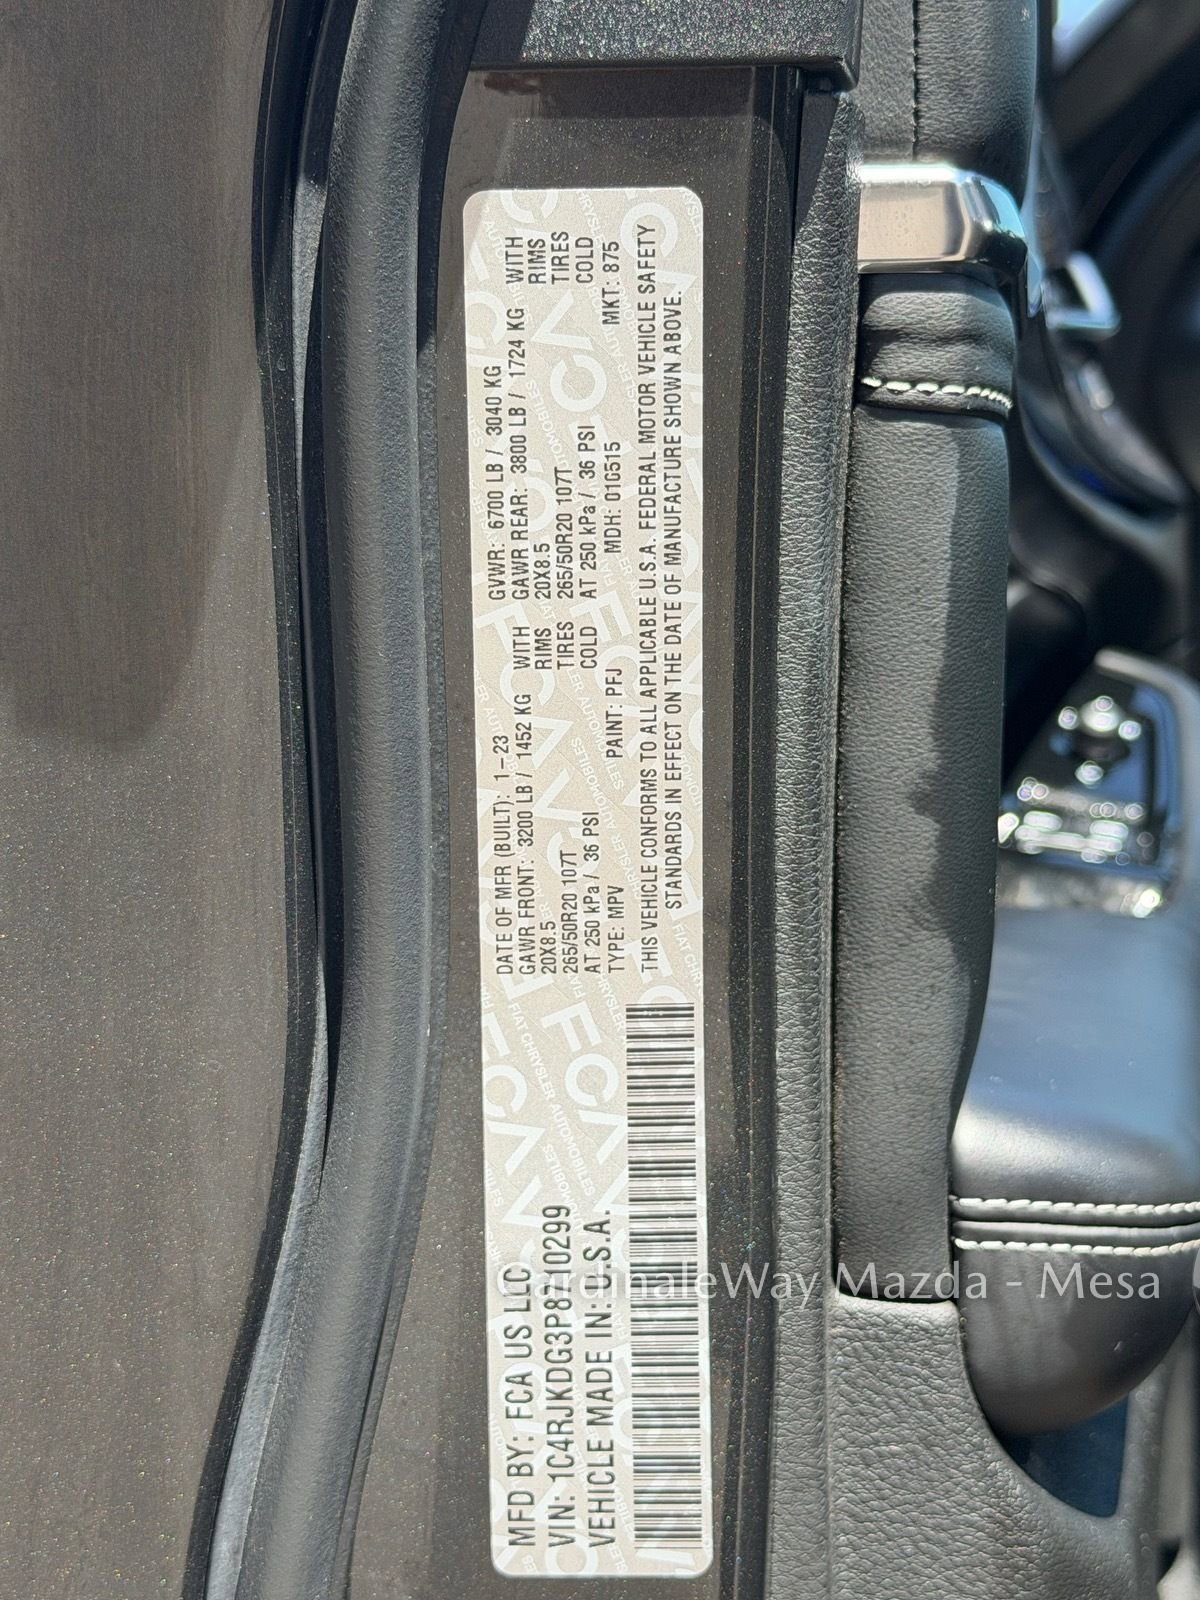 MFD BY: FCA US LLC
VIN: 1C4RJKDG3P8710299
VEHICLE MADE IN: U.S.A.
DATE OF MFR (BUILT): 1-23 GVWR: 6700 LB / 3040 KG
GAWR FRONT: 3200 LB / 1452 KG WITH GAWR REAR: 3800 LB / 1724 KG WITH
20X8.5 RIMS 20X8.5 RIMS
265/50R20 107T TIRES 265/50R20 107T TIRES
AT 250 kPa / 36 PSI COLD AT 250 kPa / 36 PSI COLD
TYPE: MPV PAINT: PFJ MDH: 010515 MKT: 875
THIS VEHICLE CONFORMS TO ALL APPLICABLE U.S.A. FEDERAL MOTOR VEHICLE SAFETY
STANDARDS IN EFFECT ON THE DATE OF MANUFACTURE SHOWN ABOVE.
CardinaleWay Mazda - Mesa